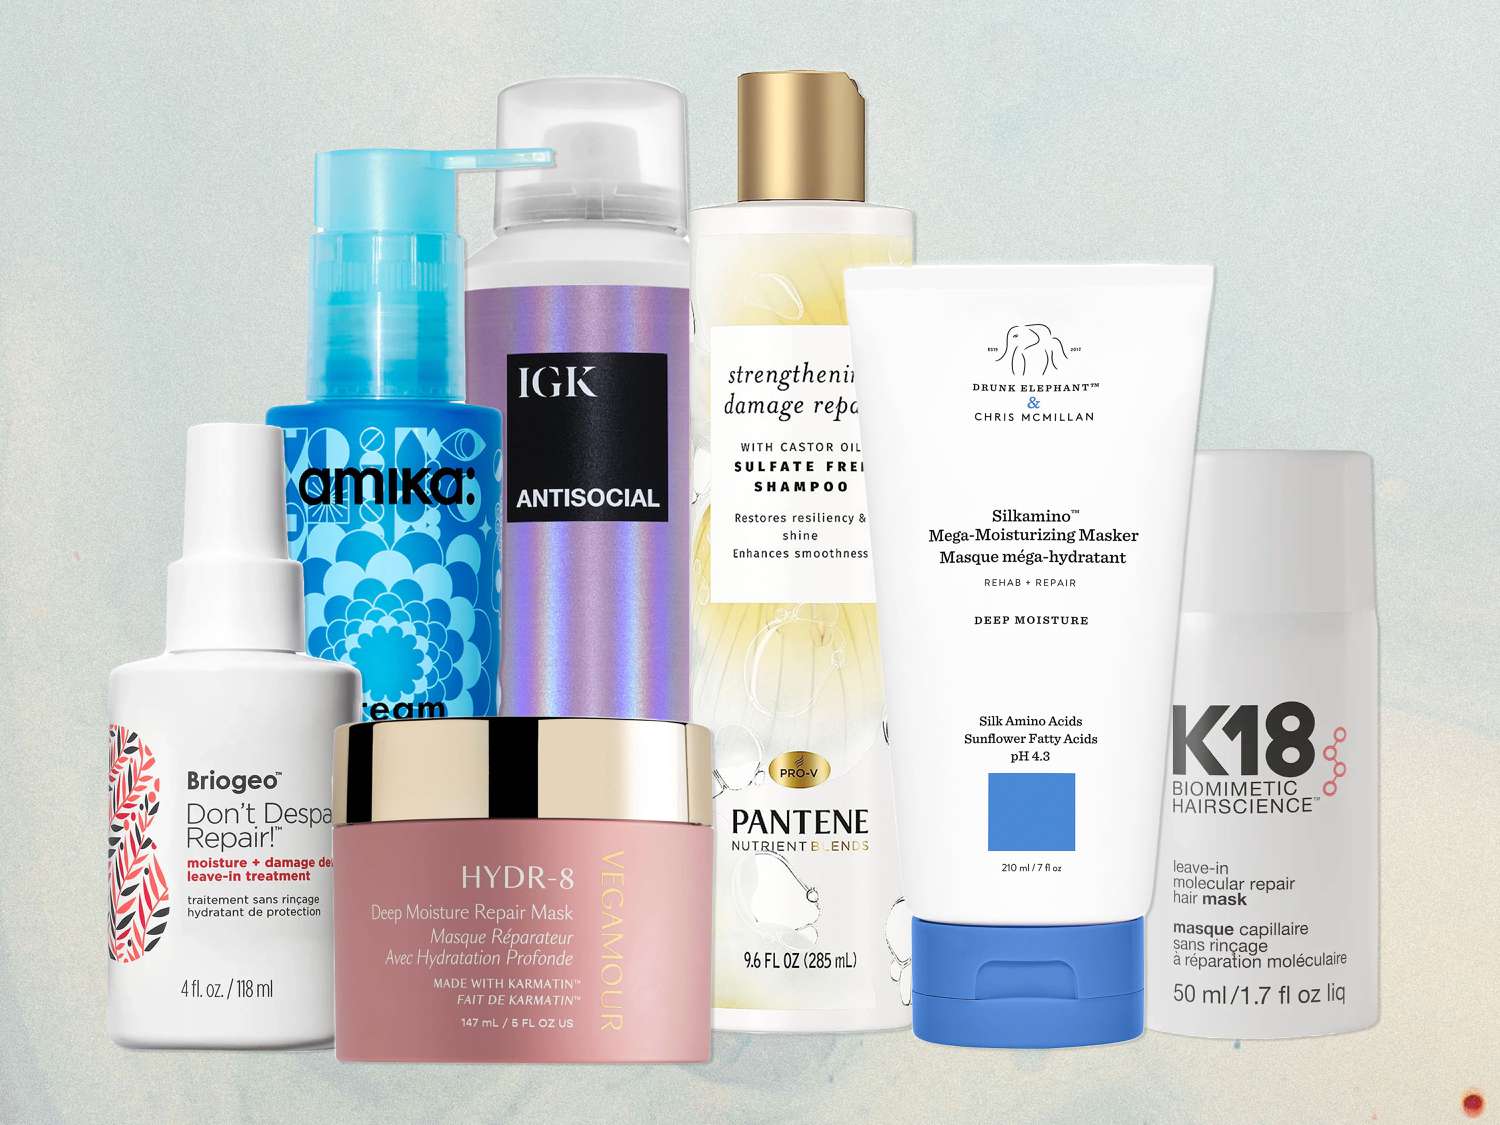 Briogeo™
Don't Despa
Repair!™
moisture + damage de
leave-in treatment
traitement sans rinçage
hydratant de protection
4 fl. oz. / 118 ml
amika:
ream
HYDR-8
Deep Moisture Repair Mask
Masque Réparateur
Avec Hydratation Profonde
MADE WITH KARMATIN™
FAIT DE KARMATIN™
147 mL / 5 FL OZ US
VEGAMOUR
IGK
ANTISOCIAL
strengthenin
damage repa
WITH CASTOR OIL
SULFATE FREE
SHAMPOO
Restores resiliency &
shine
Enhances smoothness
PRO-V
PANTENE
NUTRIENT BLENDS
9.6 FL OZ (285 mL)
ESTD 2012
DRUNK ELEPHANT™
&
CHRIS MCMILLAN
Silkamino™
Mega-Moisturizing Masker
Masque méga-hydratant
REHAB + REPAIR
DEEP MOISTURE
Silk Amino Acids
Sunflower Fatty Acids
pH 4.3
210 ml / 7 fl oz
K18
BIOMIMETIC
HAIRSCIENCE™
leave-in
molecular repair
hair mask
masque capillaire
sans rinçage
à réparation moléculaire
50 ml/1.7 fl oz liq